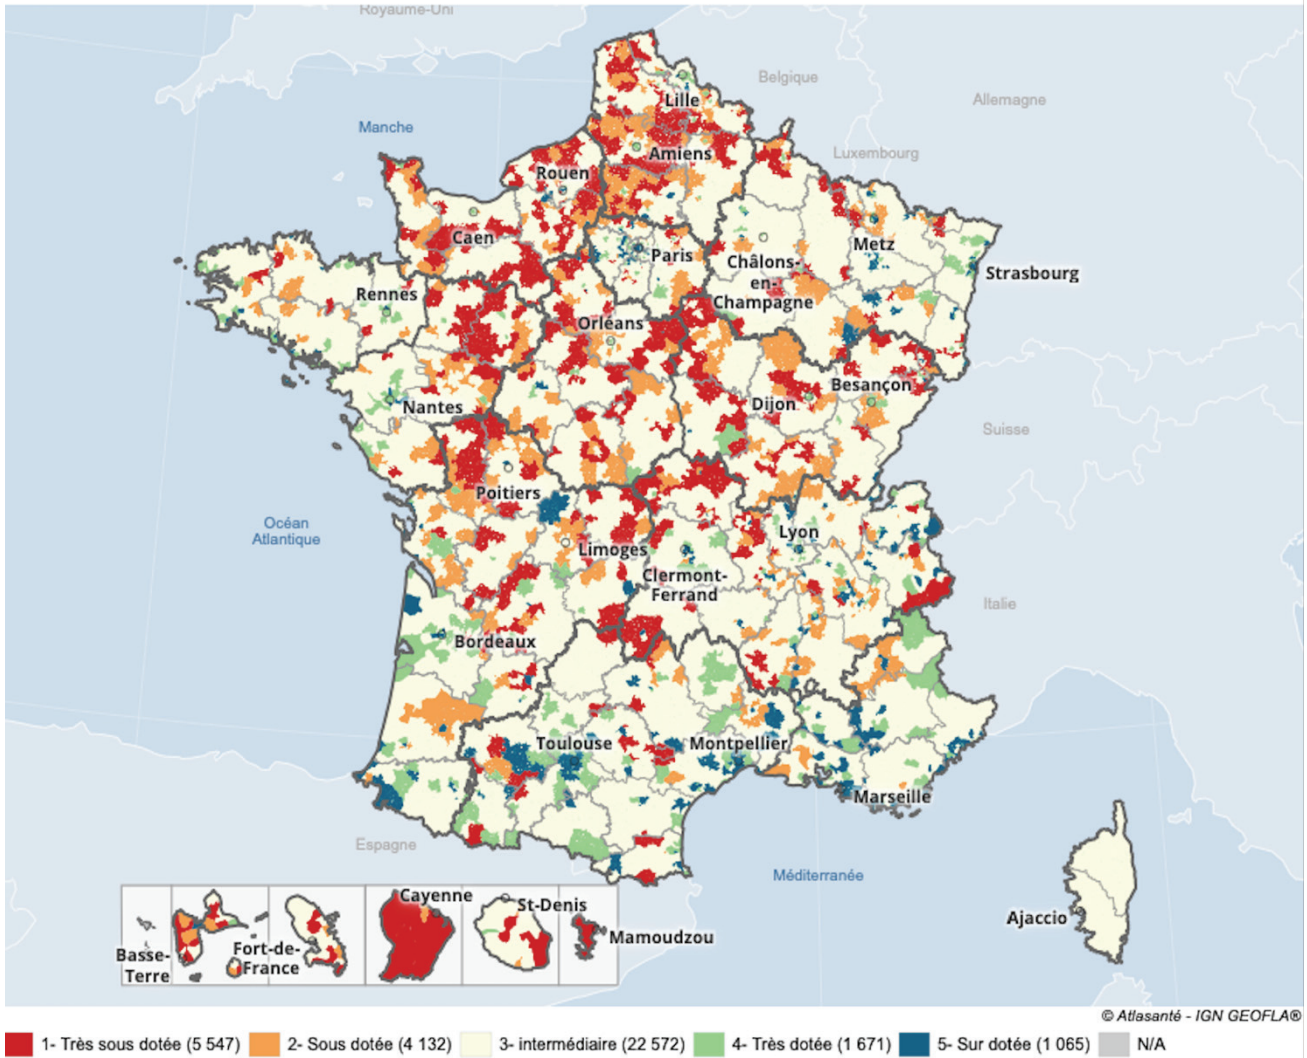 Royaume-Uni
Belgique
Allemagne
Lille
Manche
Luxembourg
Amiens
Rouen
Caen
Metz
Paris
Châlons-
en-
Champagne
Strasbourg
Rennes
Orléans
Besançon
Dijon
Nantes
Suisse
Poitiers
Océan
Atlantique
Lyon
Limoges
Clermont-
Ferrand
Italie
Bordeaux
Toulouse
Montpellier
Marseille
Espagne
Méditerranée
Cayenne
St-Denis
Ajaccio
Mamoudzou
Basse-
Terre
Fort-de-
France
© Atlasanté - IGN GEOFLA®
1- Très sous dotée (5 547) 2- Sous dotée (4 132) 3- intermédiaire (22 572) 4- Très dotée (1 671) 5- Sur dotée (1 065) N/A